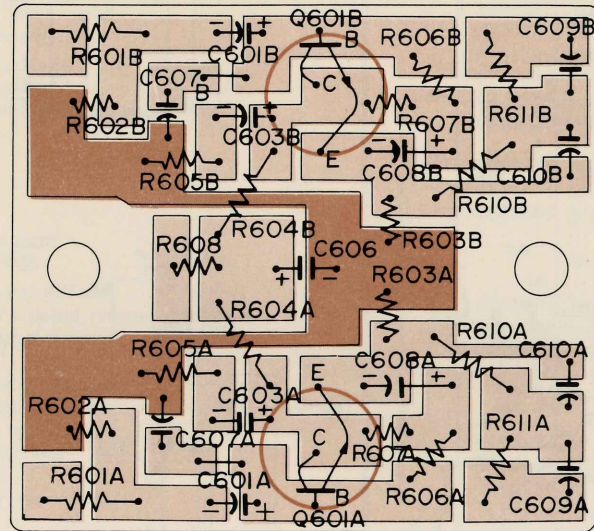 Q601B
B
R606B
C609B
R601B
C601B
C607
B
C
R611B
R602B
C603B
R607B
E
C608B
R605B
C610B
R610B
R604B
R603B
R608
C606
R603A
R604A
R610A
R605A
C608A
C610A
E
R602A
C603A
C607A
C
R607A
R611A
R601A
C601A
B
R606A
C609A
Q601A